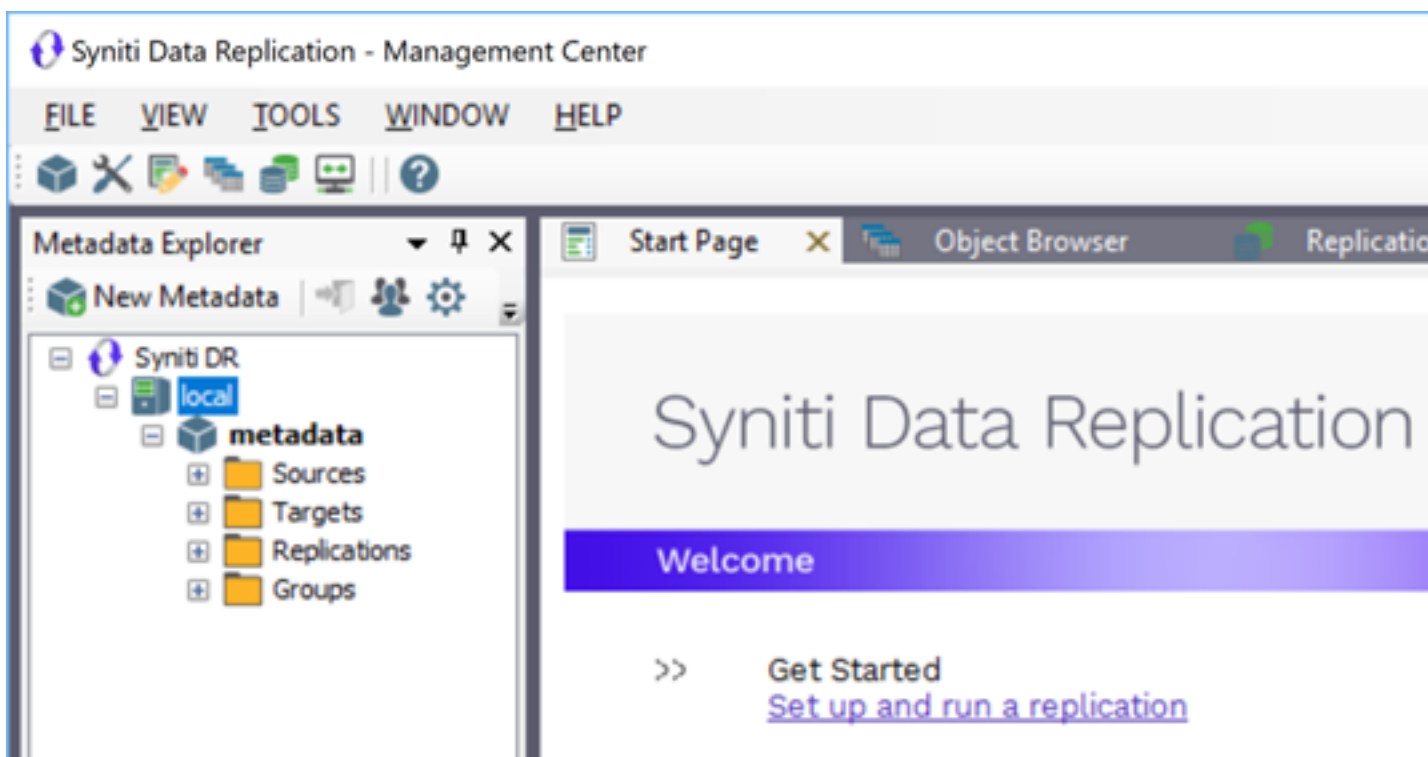 Syniti Data Replication - Management Center
FILE VIEW TOOLS WINDOW HELP
Metadata Explorer
New Metadata
Syniti DR
local
metadata
Sources
Targets
Replications
Groups
Start Page Object Browser Replicatio
Syniti Data Replication
Welcome
>> Get Started
Set up and run a replication